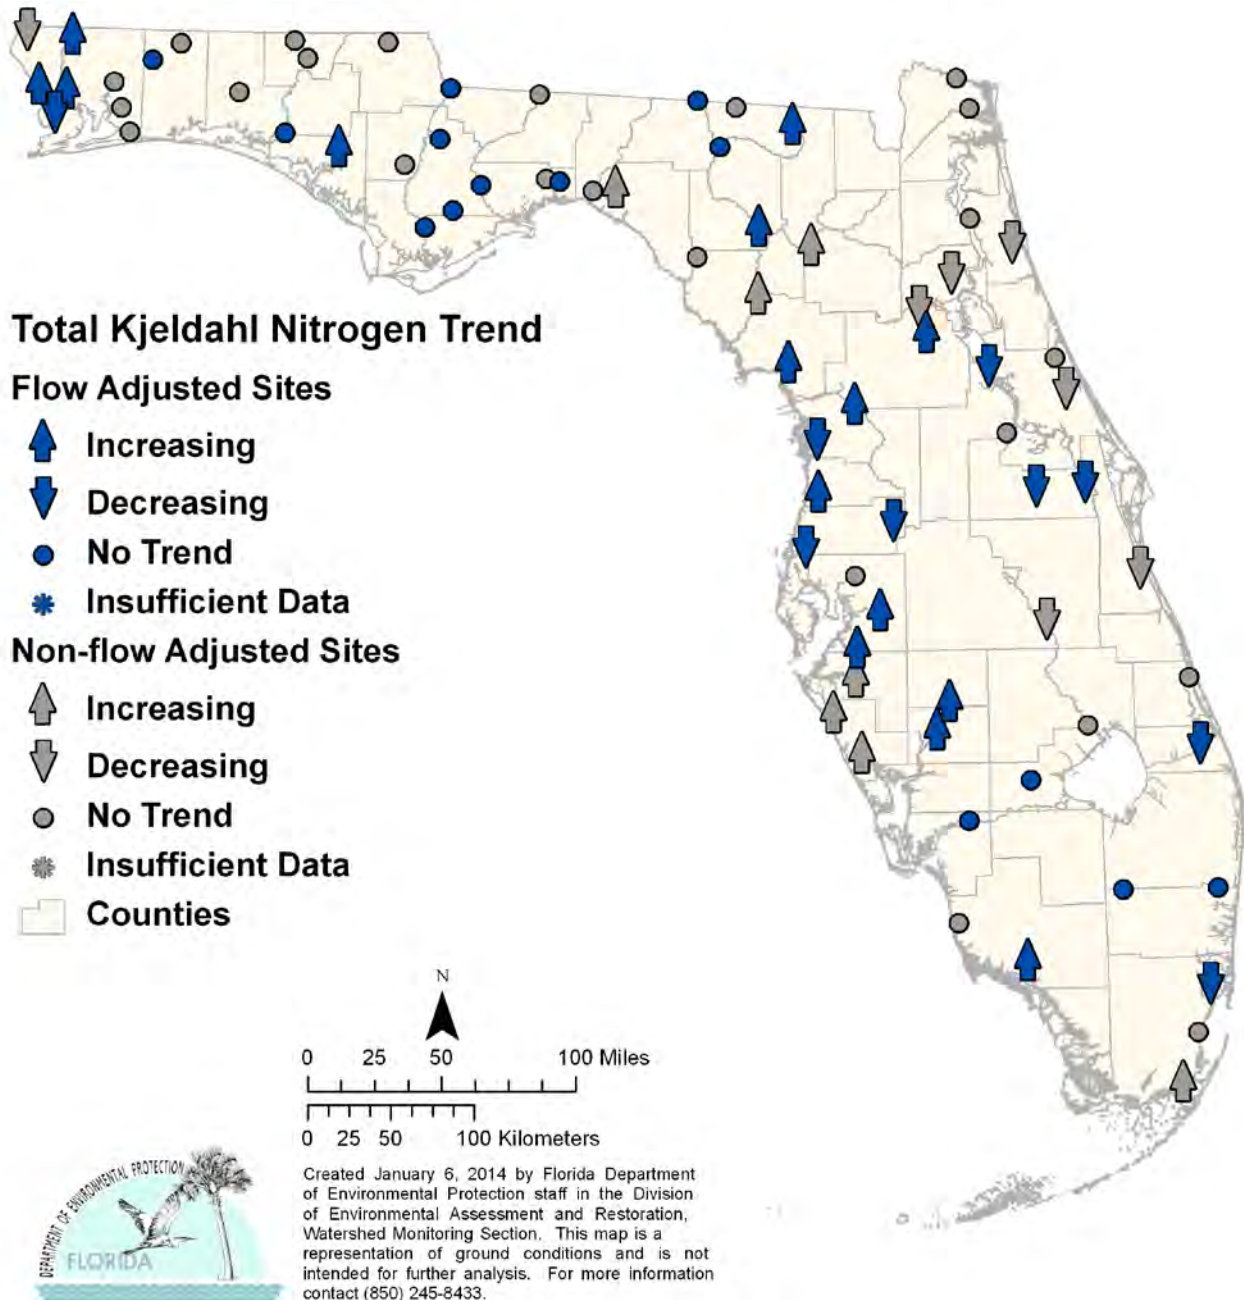 Total Kjeldahl Nitrogen Trend
Flow Adjusted Sites
Increasing
Decreasing
No Trend
Insufficient Data
Non-flow Adjusted Sites
Increasing
Decreasing
No Trend
Insufficient Data
Counties
N
0 25 50 100 Miles
0 25 50 100 Kilometers
DEPARTMENT OF ENVIRONMENTAL PROTECTION
FLORIDA
Created January 6, 2014 by Florida Department
of Environmental Protection staff in the Division
of Environmental Assessment and Restoration,
Watershed Monitoring Section. This map is a
representation of ground conditions and is not
intended for further analysis. For more information
contact (850) 245-8433.